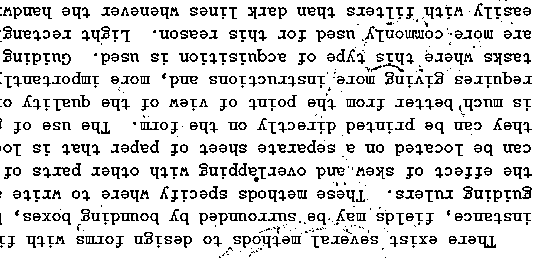 There exist several methods to design forms with fi
instance, fields may be surrounded by bounding boxes,
guiding rulers. These methods specify where to write
the effect of skew and overlapping with other parts of
can be located on a separate sheet of paper that is loc
they can be printed directly on the form. The use of
is much better from the point of view of the quality o
requires giving more instructions and, more importantl
tasks where this type of acquisition is used. Guiding
are more commonly used for this reason. Light rectang
easily with filters than dark lines whenever the handw